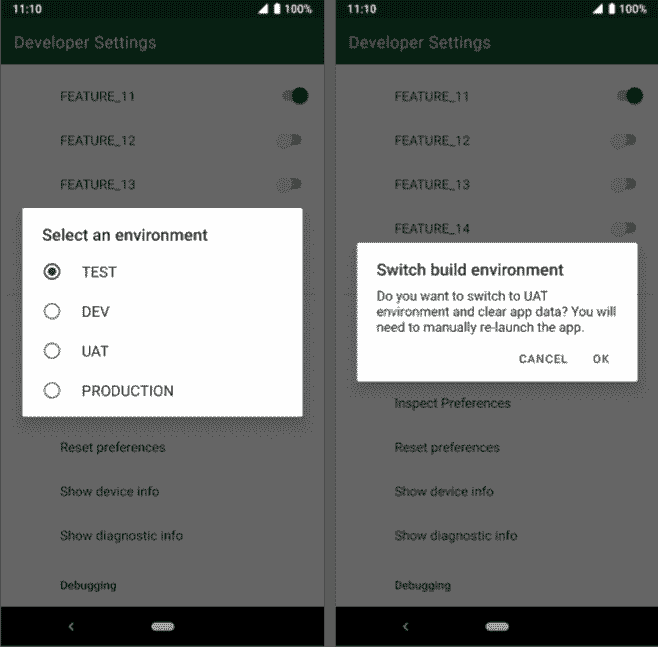 11:10
100%
Developer Settings
FEATURE_11
FEATURE_12
FEATURE_13
Select an environment
TEST
DEV
UAT
PRODUCTION
Reset preferences
Show device info
Show diagnostic info
Debugging
11:10
100%
Developer Settings
FEATURE_11
FEATURE_12
FEATURE_13
FEATURE_14
Switch build environment
Do you want to switch to UAT
environment and clear app data? You will
need to manually re-launch the app.
CANCEL OK
Inspect Preferences
Reset preferences
Show device info
Show diagnostic info
Debugging